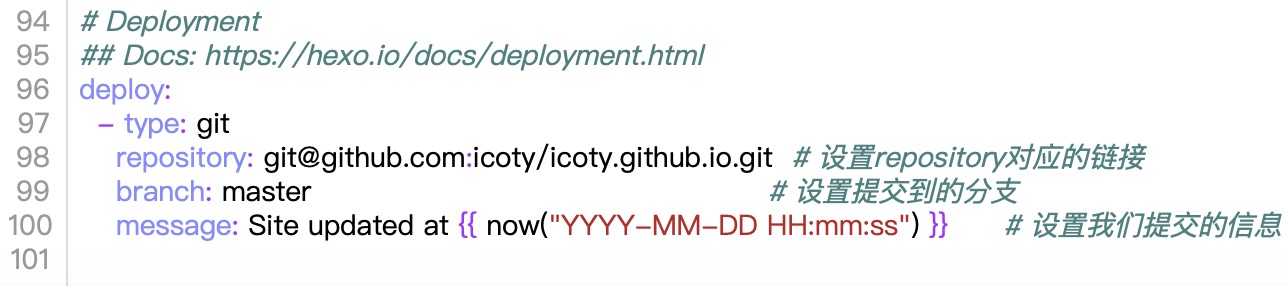 94 # Deployment
95 ## Docs: https://hexo.io/docs/deployment.html
96 deploy:
97 - type: git
98 repository: git@github.com:icoty/icoty.github.io.git # 设置repository对应的链接
99 branch: master # 设置提交到的分支
100 message: Site updated at {{ now("YYYY-MM-DD HH:mm:ss") }} # 设置我们提交的信息
101